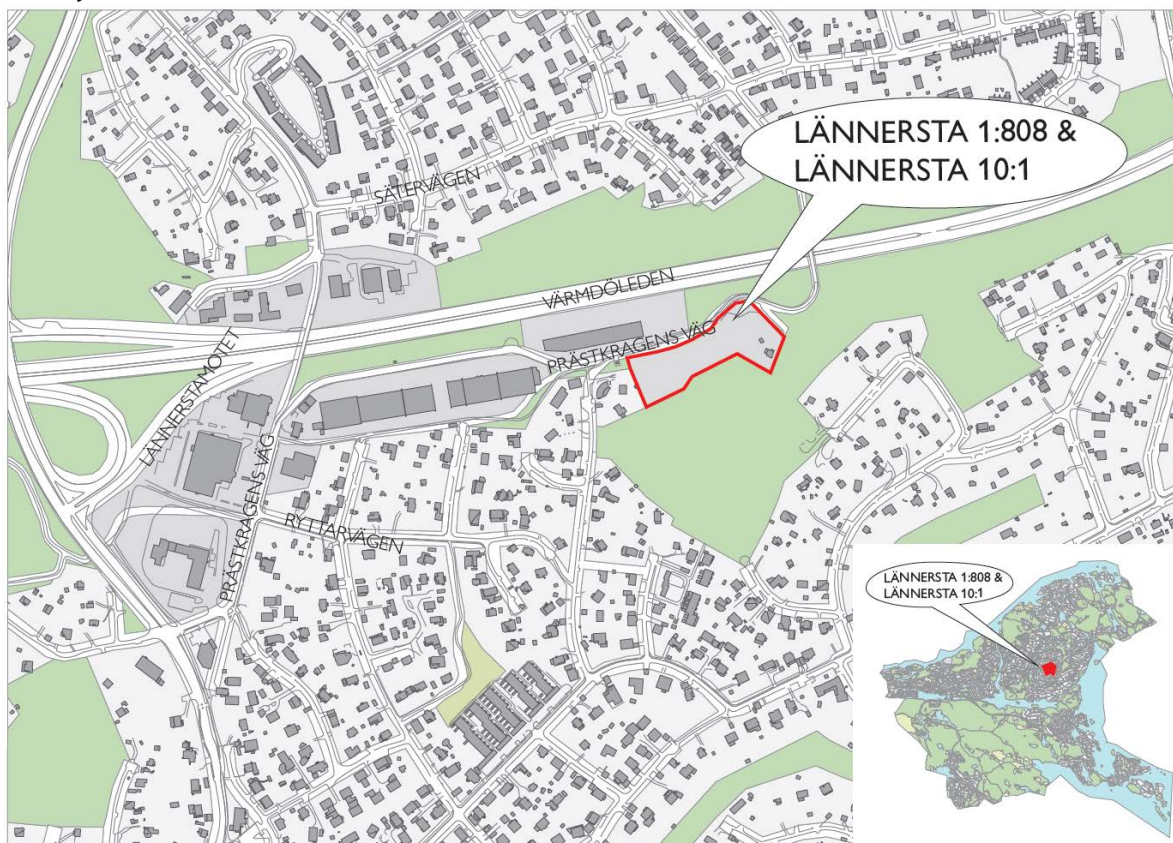 LÄNNERSTA 1:808 &
LÄNNERSTA 10:1
SÄTERVÄGEN
VÄRMDÖLEDEN
PRÄSTKRAGENS VÄG
LÄNNERSTAMOTET
PRÄSTKRAGENS VÄG
RYTTARVÄGEN
LÄNNERSTA 1:808 &
LÄNNERSTA 10:1